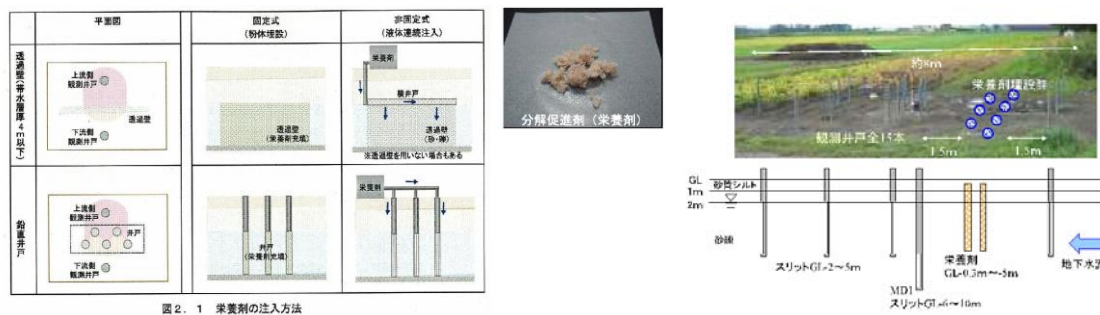 平面図
固定式
(粉体埋設)
非固定式
(液体連続注入)
透過壁(帯水層厚4m以下)
上流側
観測井戸
透過壁
下流側
観測井戸
透過壁
(栄養剤充填)
栄養剤
横井戸
透過壁
(砂・礫)
※透過壁を用いない場合もある
鉛直井戸
上流側
観測井戸
井戸
下流側
観測井戸
井戸
(栄養剤充填)
栄養剤
図2.1 栄養剤の注入方法
分解促進剤(栄養剤)
約8m
栄養剤埋設群
観測井戸全15本
1.5m
1.5m
GL
砂質シルト
1m
2m
砂礫
スリットGL-2~5m
栄養剤
GL-0.3m~-5m
地下水流
MD1
スリットGL-6~10m